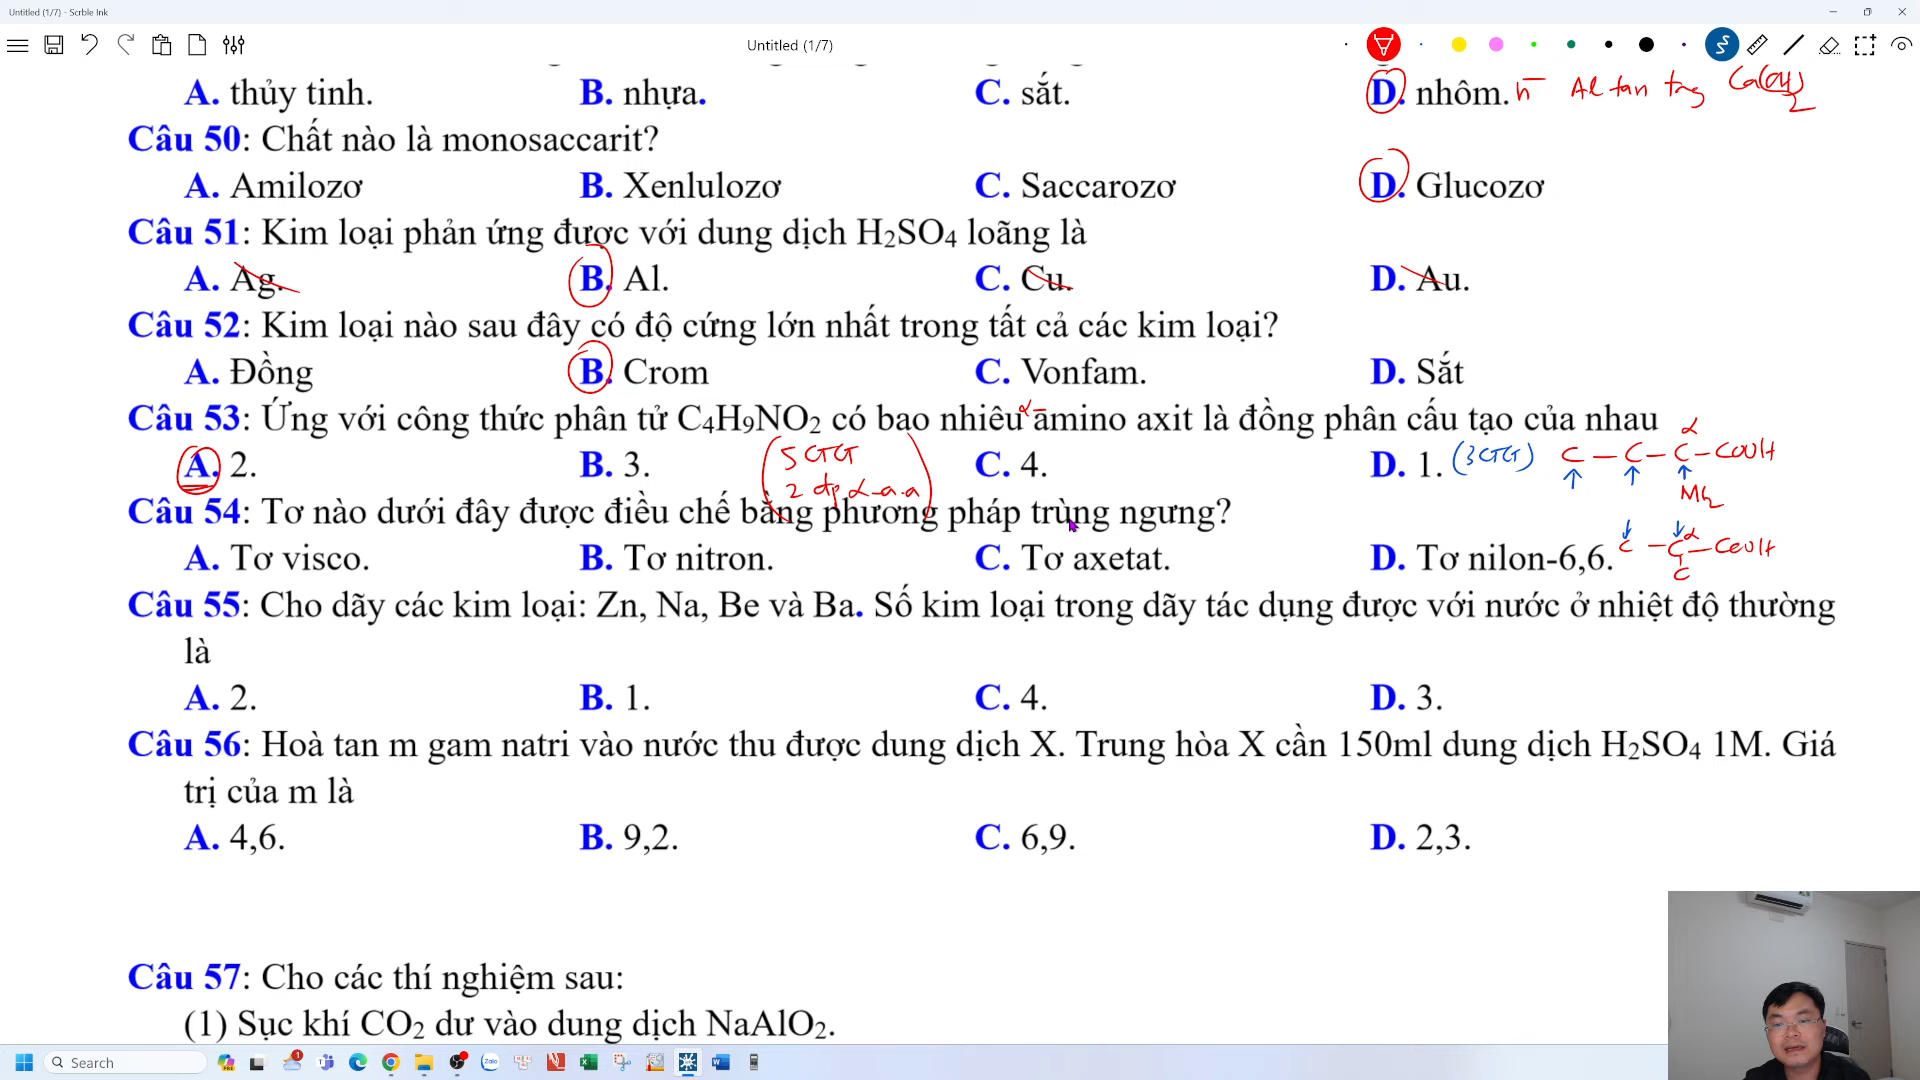 Untitled (1/7) - Scrble Ink
Untitled (1/7)
A. thủy tinh. B. nhựa. C. sắt. D. nhôm. n̄ Al tan tng Ca(OH)2
Câu 50: Chất nào là monosaccarit?
A. Amilozơ B. Xenlulozơ C. Saccarozơ D. Glucozơ
Câu 51: Kim loại phản ứng được với dung dịch H₂SO₄ loãng là
A. Ag. B. Al. C. Cu. D. Au.
Câu 52: Kim loại nào sau đây có độ cứng lớn nhất trong tất cả các kim loại?
A. Đồng B. Crom C. Vonfam. D. Sắt
α-
Câu 53: Ứng với công thức phân tử C₄H₉NO₂ có bao nhiêu amino axit là đồng phân cấu tạo của nhau
α
A. 2. B. 3. 5 CTCT C. 4. D. 1. (3CTCT) C – C – C – COOH
2 đp α-a.a NH2
Câu 54: Tơ nào dưới đây được điều chế bằng phương pháp trùng ngưng?
α
A. Tơ visco. B. Tơ nitron. C. Tơ axetat. D. Tơ nilon-6,6. C – C – COOH
C
Câu 55: Cho dãy các kim loại: Zn, Na, Be và Ba. Số kim loại trong dãy tác dụng được với nước ở nhiệt độ thường
là
A. 2. B. 1. C. 4. D. 3.
Câu 56: Hoà tan m gam natri vào nước thu được dung dịch X. Trung hòa X cần 150ml dung dịch H₂SO₄ 1M. Giá
trị của m là
A. 4,6. B. 9,2. C. 6,9. D. 2,3.
Câu 57: Cho các thí nghiệm sau:
(1) Sục khí CO₂ dư vào dung dịch NaAlO₂.
Search